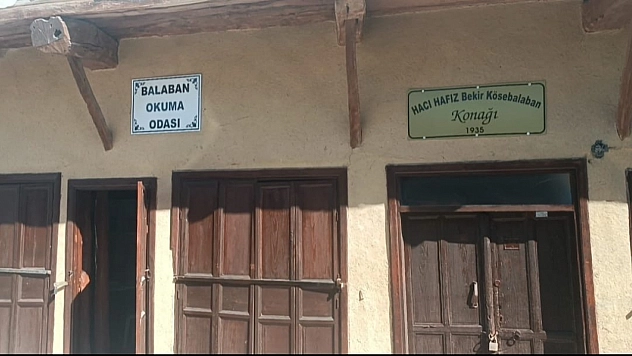 BALABAN
OKUMA
ODASI
HACI HAFIZ Bekir Kösebalaban
Konağı
1935